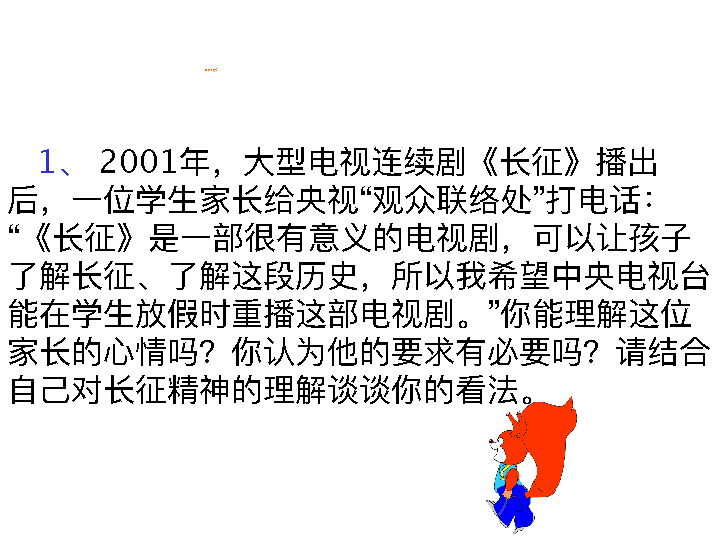 1、 2001年，大型电视连续剧《长征》播出
后，一位学生家长给央视“观众联络处”打电话：
“《长征》是一部很有意义的电视剧，可以让孩子
了解长征、了解这段历史，所以我希望中央电视台
能在学生放假时重播这部电视剧。”你能理解这位
家长的心情吗？你认为他的要求有必要吗？请结合
自己对长征精神的理解谈谈你的看法。